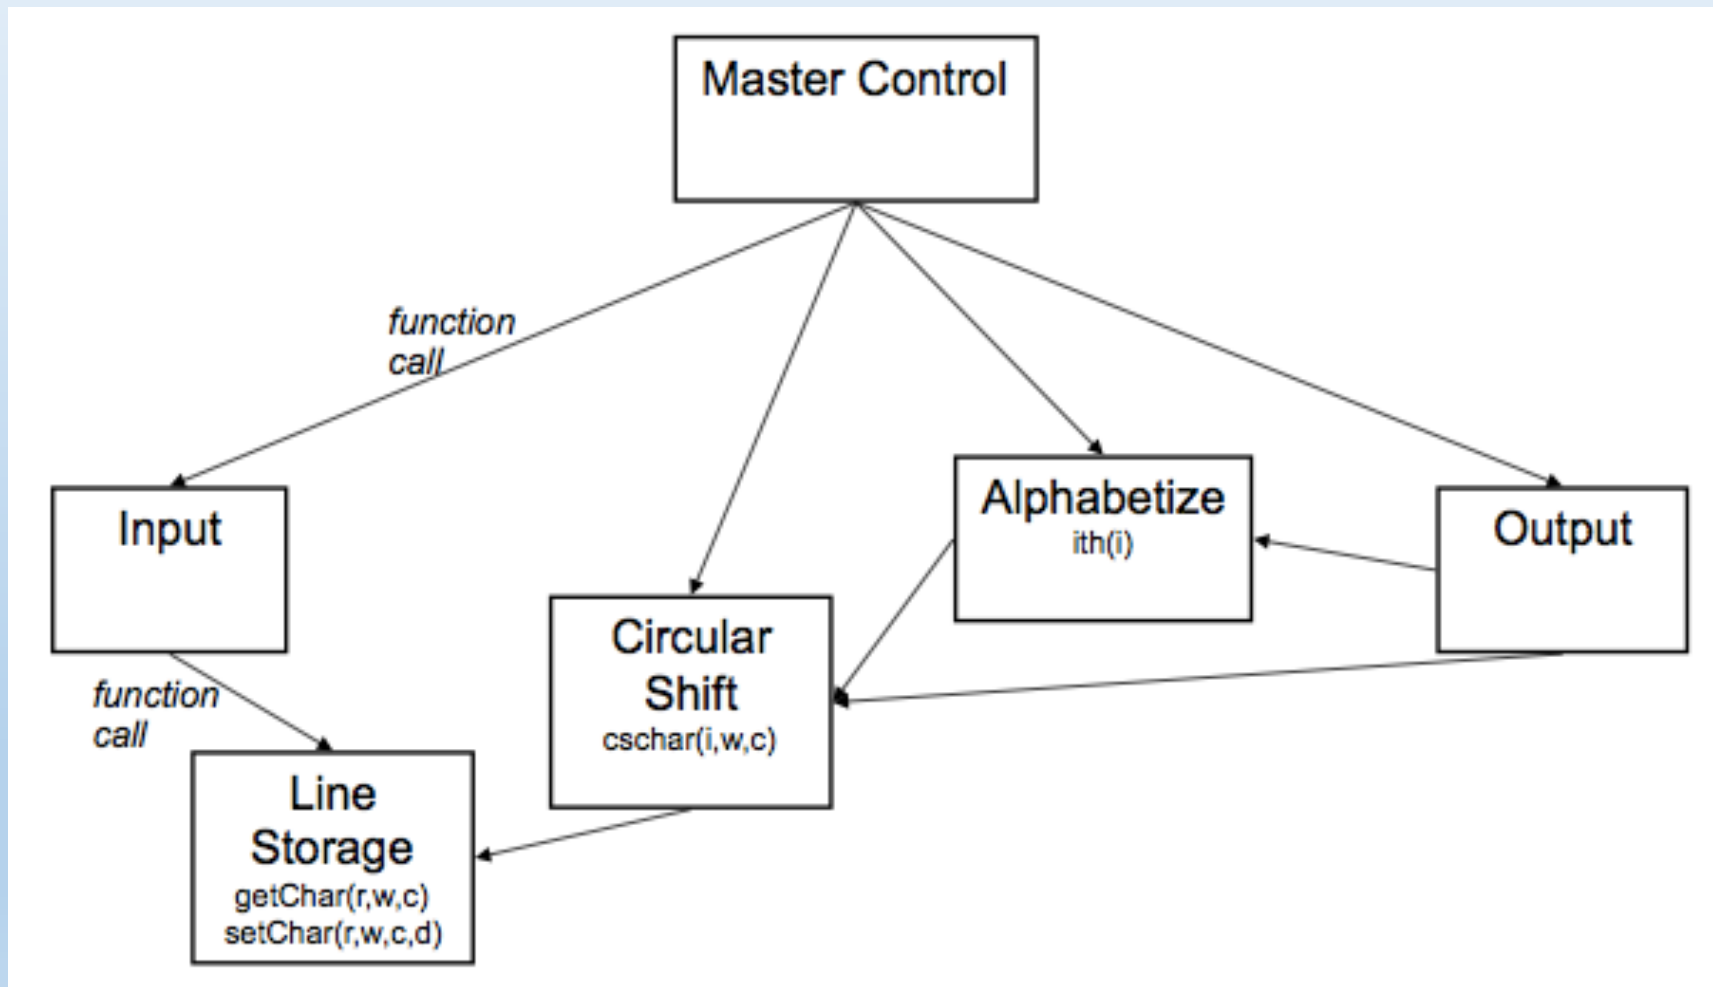 Master Control
function
call
Input
Alphabetize
ith(i)
Output
Circular
Shift
cschar(i,w,c)
function
call
Line
Storage
getChar(r,w,c)
setChar(r,w,c,d)